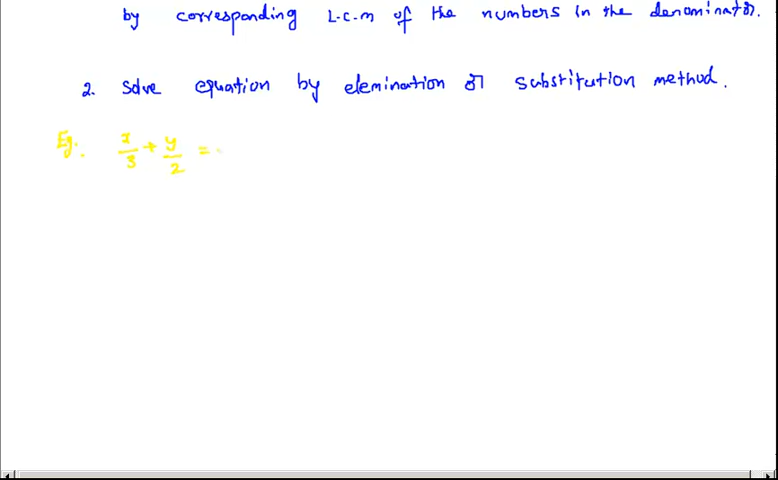 by corresponding L.C.M of the numbers in the denominator.
2. Solve equation by elemination or substitution method.
Eg. x/3 + y/2 =